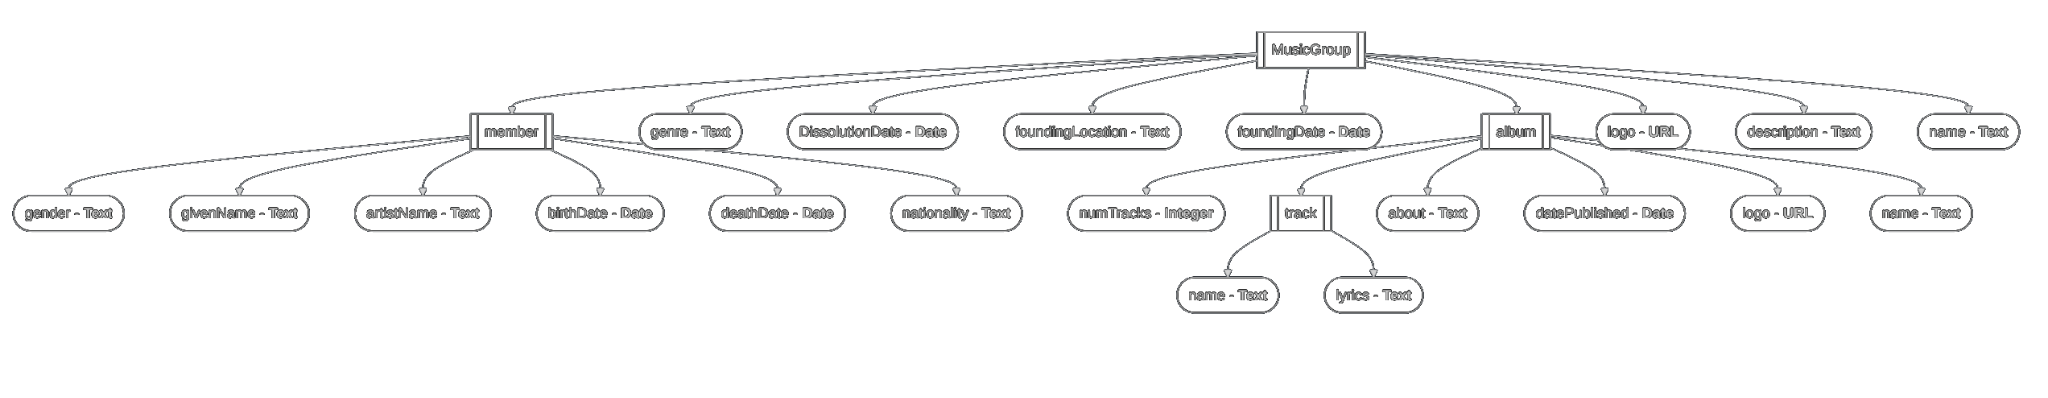 MusicGroup
member
genre - Text
DissolutionDate - Date
foundingLocation - Text
foundingDate - Date
album
logo - URL
description - Text
name - Text
gender - Text
givenName - Text
artistName - Text
birthDate - Date
deathDate - Date
nationality - Text
numTracks - Integer
track
about - Text
datePublished - Date
logo - URL
name - Text
name - Text
lyrics - Text